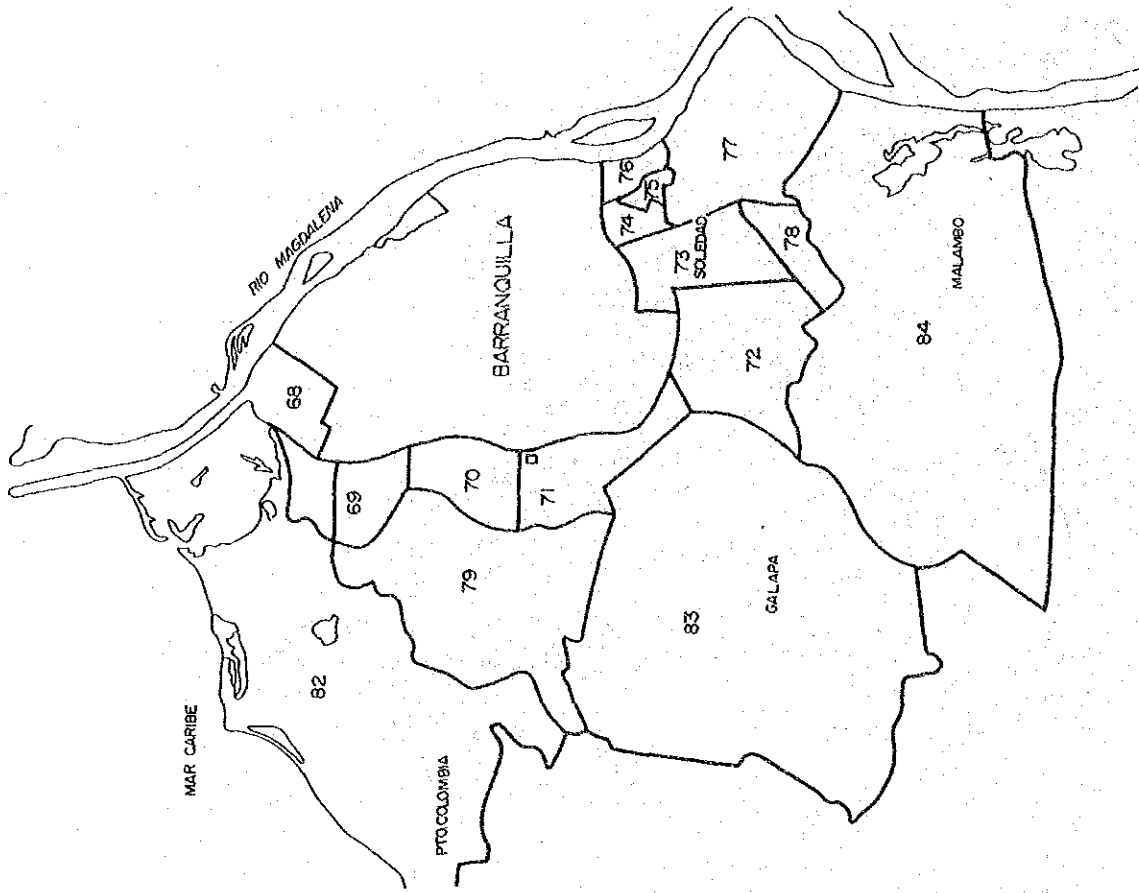 MAR CARIBE
RIO MAGDALENA
68
82
69
PTO. COLOMBIA
79
70
BARRANQUILLA
71
74
76
75
73
SOLEDAD
83
77
72
GALAPA
78
84
MALAMBO